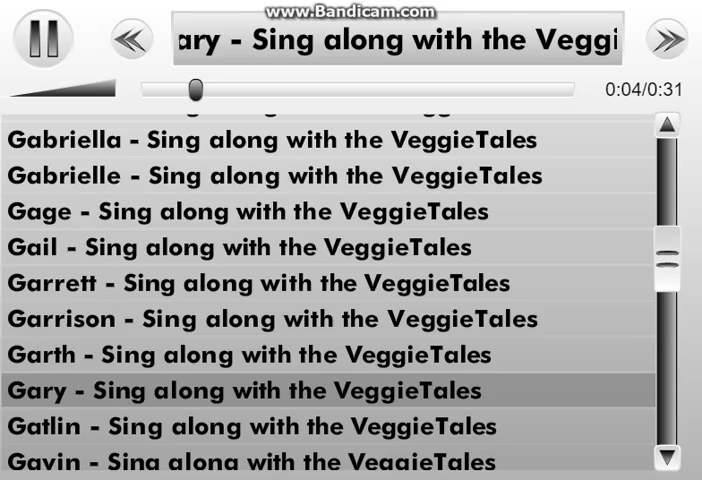 www.Bandicam.com
ary - Sing along with the Veggi
0:04/0:31
Gabriella - Sing along with the VeggieTales
Gabrielle - Sing along with the VeggieTales
Gage - Sing along with the VeggieTales
Gail - Sing along with the VeggieTales
Garrett - Sing along with the VeggieTales
Garrison - Sing along with the VeggieTales
Garth - Sing along with the VeggieTales
Gary - Sing along with the VeggieTales
Gatlin - Sing along with the VeggieTales
Gavin - Sing along with the VeggieTales